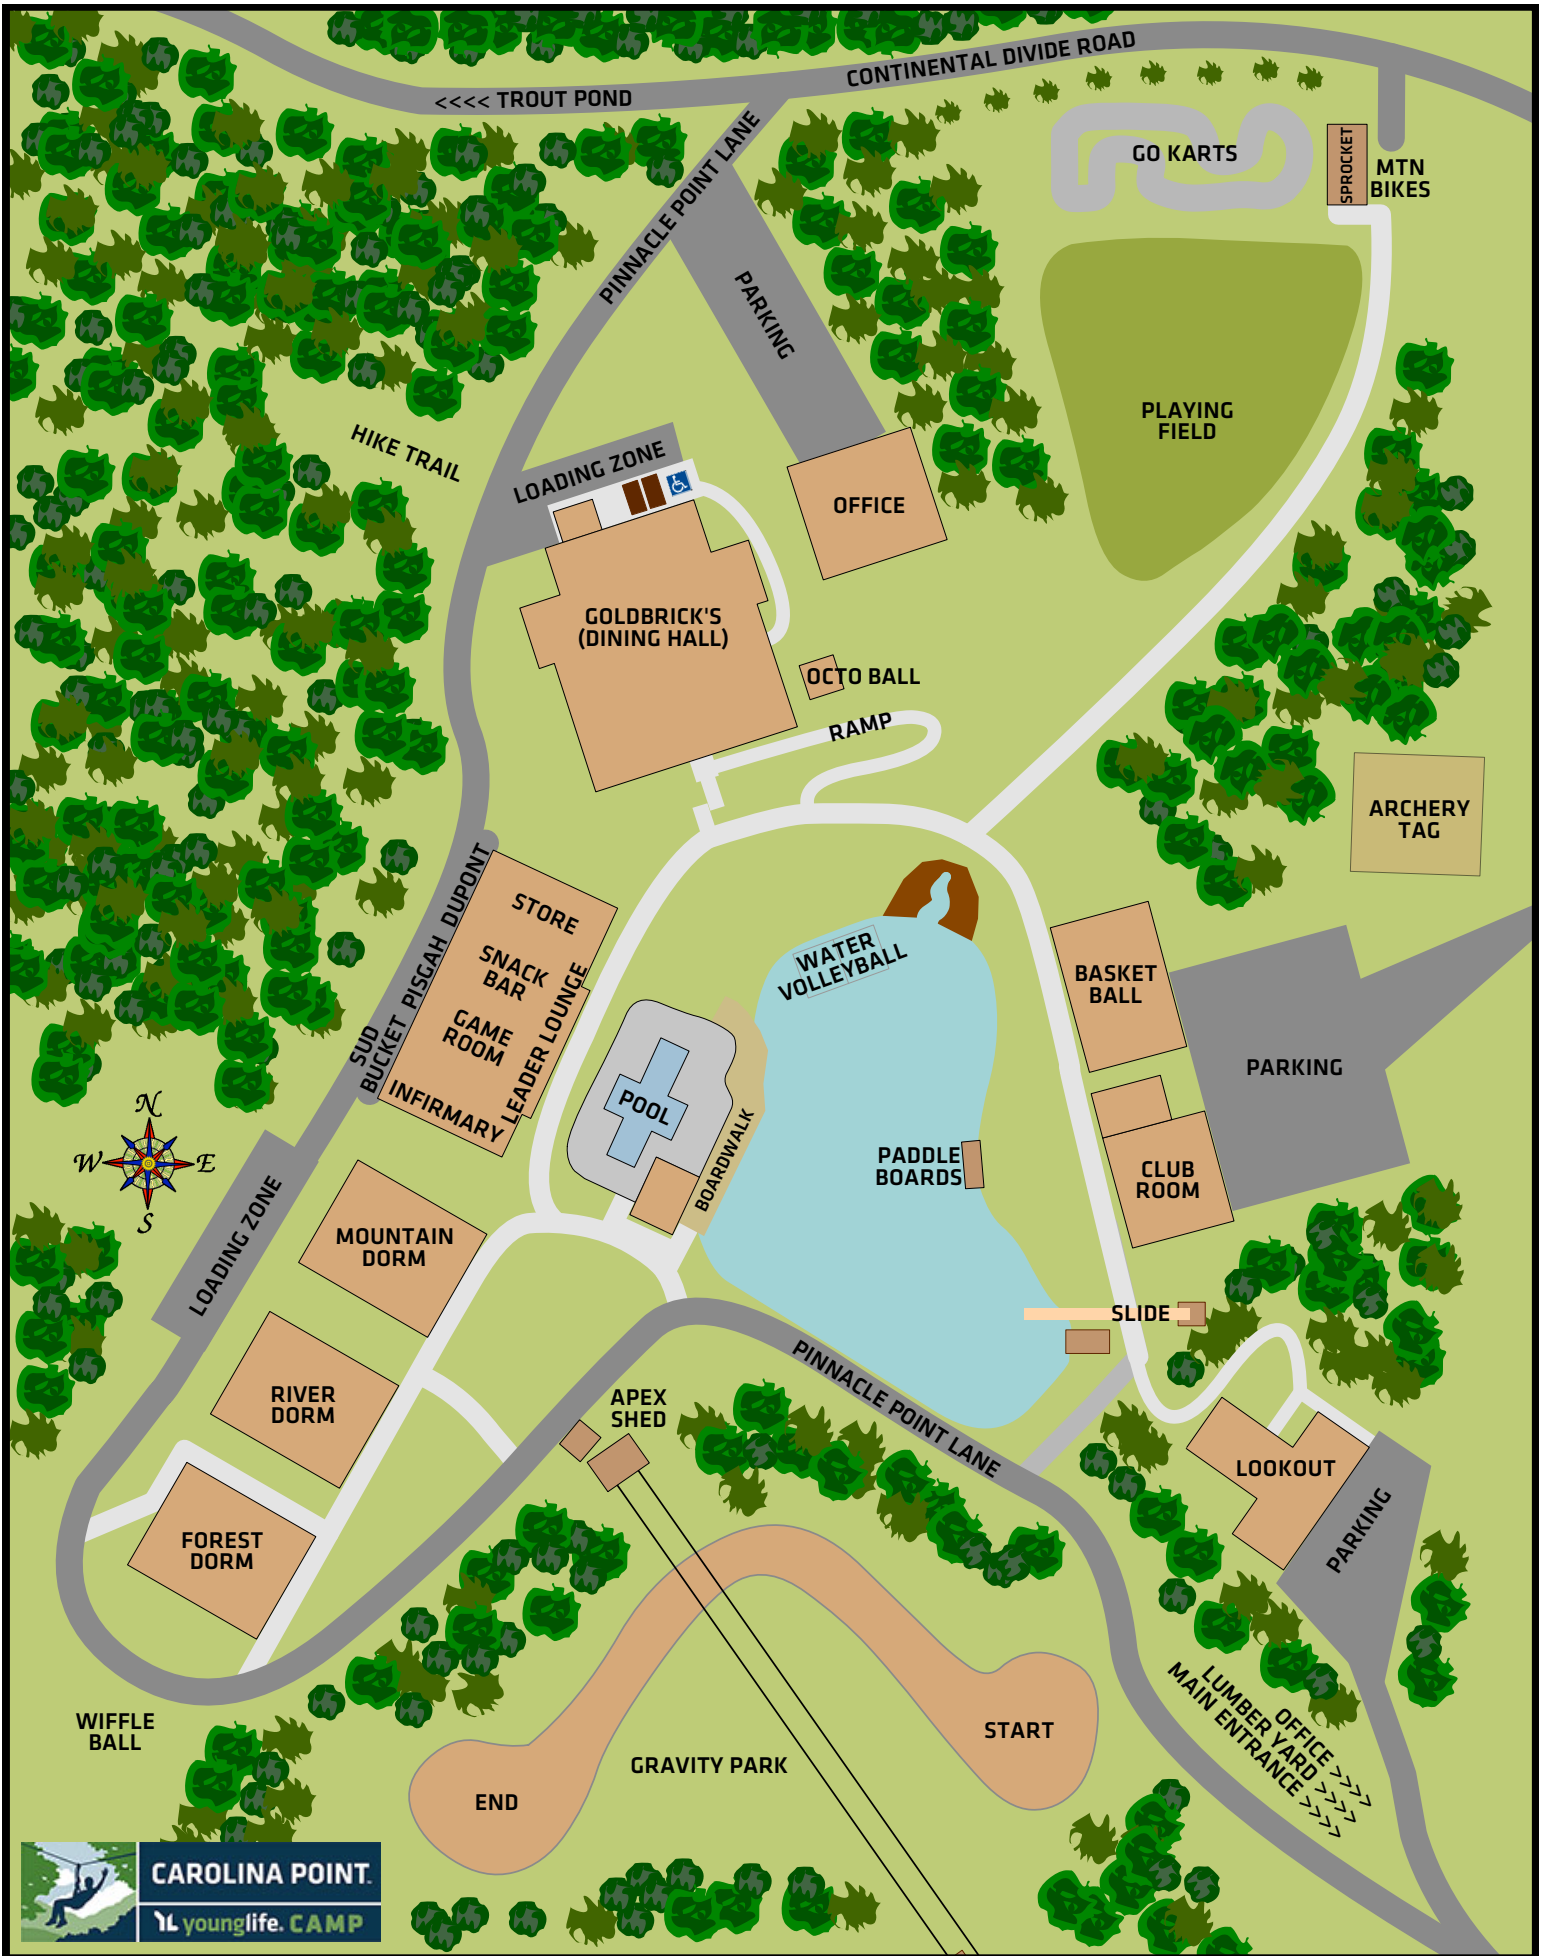 CONTINENTAL DIVIDE ROAD
<<<< TROUT POND
PINNACLE POINT LANE
GO KARTS
SPROCKET
MTN
BIKES
PARKING
PLAYING
FIELD
HIKE TRAIL
LOADING ZONE
OFFICE
GOLDBRICK'S
(DINING HALL)
OCTO BALL
RAMP
ARCHERY
TAG
STORE
SNACK
BAR
GAME
ROOM
LEADER LOUNGE
INFIRMARY
SUD
BUCKET PISGAH DUPONT
WATER
VOLLEYBALL
BASKET
BALL
PARKING
POOL
BOARDWALK
PADDLE
BOARDS
CLUB
ROOM
N
W
E
S
LOADING ZONE
MOUNTAIN
DORM
SLIDE
RIVER
DORM
APEX
SHED
PINNACLE POINT LANE
LOOKOUT
PARKING
FOREST
DORM
WIFFLE
BALL
GRAVITY PARK
START
END
OFFICE >>>>
LUMBER YARD >>>>
MAIN ENTRANCE >>>>
CAROLINA POINT™
YL younglife. CAMP